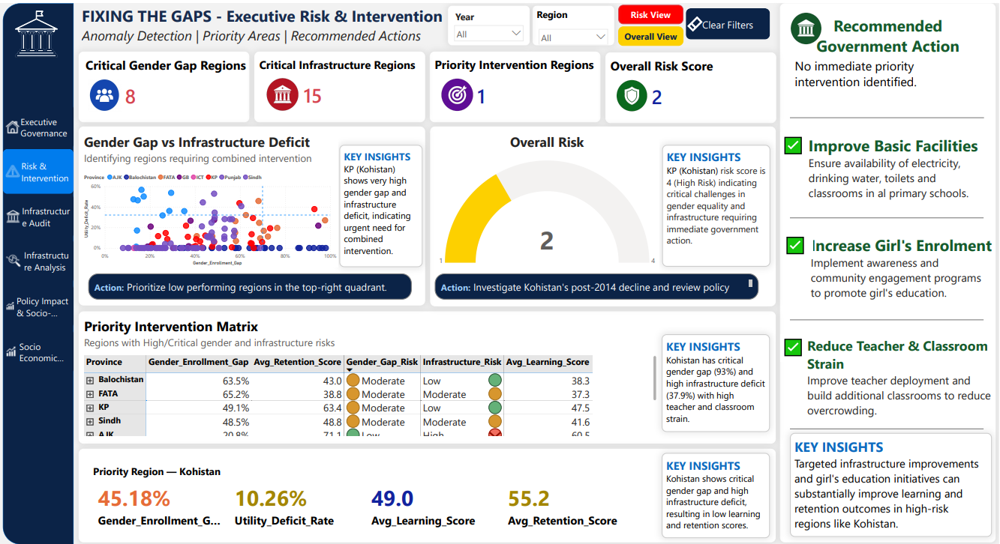 FIXING THE GAPS - Executive Risk & Intervention
Anomaly Detection | Priority Areas | Recommended Actions
Year
All
Region
All
Risk View
Overall View
Clear Filters
Executive
Governance
Risk &
Intervention
Infrastructur
e Audit
Infrastructu
re Analysis
Policy Impact
& Socio-...
Socio
Economic...
Critical Gender Gap Regions
8
Critical Infrastructure Regions
15
Priority Intervention Regions
1
Overall Risk Score
2
Gender Gap vs Infrastructure Deficit
Identifying regions requiring combined intervention
Province AJK Balochistan FATA GB ICT KP Punjab Sindh
Utility_Deficit_Rate
60%
40%
20%
0%
0% 20% 40% 60% 80% 100%
Gender_Enrollment_Gap
KEY INSIGHTS
KP (Kohistan)
shows very high
gender gap and
infrastructure
deficit, indicating
urgent need for
combined
intervention.
Action: Prioritize low performing regions in the top-right quadrant.
Overall Risk
2
1
4
KEY INSIGHTS
KP (Kohistan) risk score is
4 (High Risk) indicating
critical challenges in
gender equality and
infrastructure requiring
immediate government
action.
Action: Investigate Kohistan's post-2014 decline and review policy
Priority Intervention Matrix
Regions with High/Critical gender and infrastructure risks
Province Gender_Enrollment_Gap Avg_Retention_Score Gender_Gap_Risk Infrastructure_Risk Avg_Learning_Score
Balochistan 63.5% 43.0 Moderate Low 38.3
FATA 65.2% 38.8 Moderate Moderate 37.3
KP 49.1% 63.4 Moderate Low 47.5
Sindh 48.5% 48.8 Moderate Moderate 41.6
AJK 20.8% 71.1 Low High 60.5
KEY INSIGHTS
Kohistan has critical
gender gap (93%) and
high infrastructure deficit
(37.9%) with high
teacher and classroom
strain.
Priority Region — Kohistan
45.18%
Gender_Enrollment_G...
10.26%
Utility_Deficit_Rate
49.0
Avg_Learning_Score
55.2
Avg_Retention_Score
KEY INSIGHTS
Kohistan shows critical
gender gap and high
infrastructure deficit,
resulting in low learning
and retention scores.
Recommended
Government Action
No immediate priority
intervention identified.
Improve Basic Facilities
Ensure availability of electricity,
drinking water, toilets and
classrooms in al primary schools.
Increase Girl's Enrolment
Implement awareness and
community engagement programs
to promote girl's education.
Reduce Teacher & Classroom
Strain
Improve teacher deployment and
build additional classrooms to reduce
overcrowding.
KEY INSIGHTS
Targeted infrastructure improvements
and girl's education initiatives can
substantially improve learning and
retention outcomes in high-risk
regions like Kohistan.